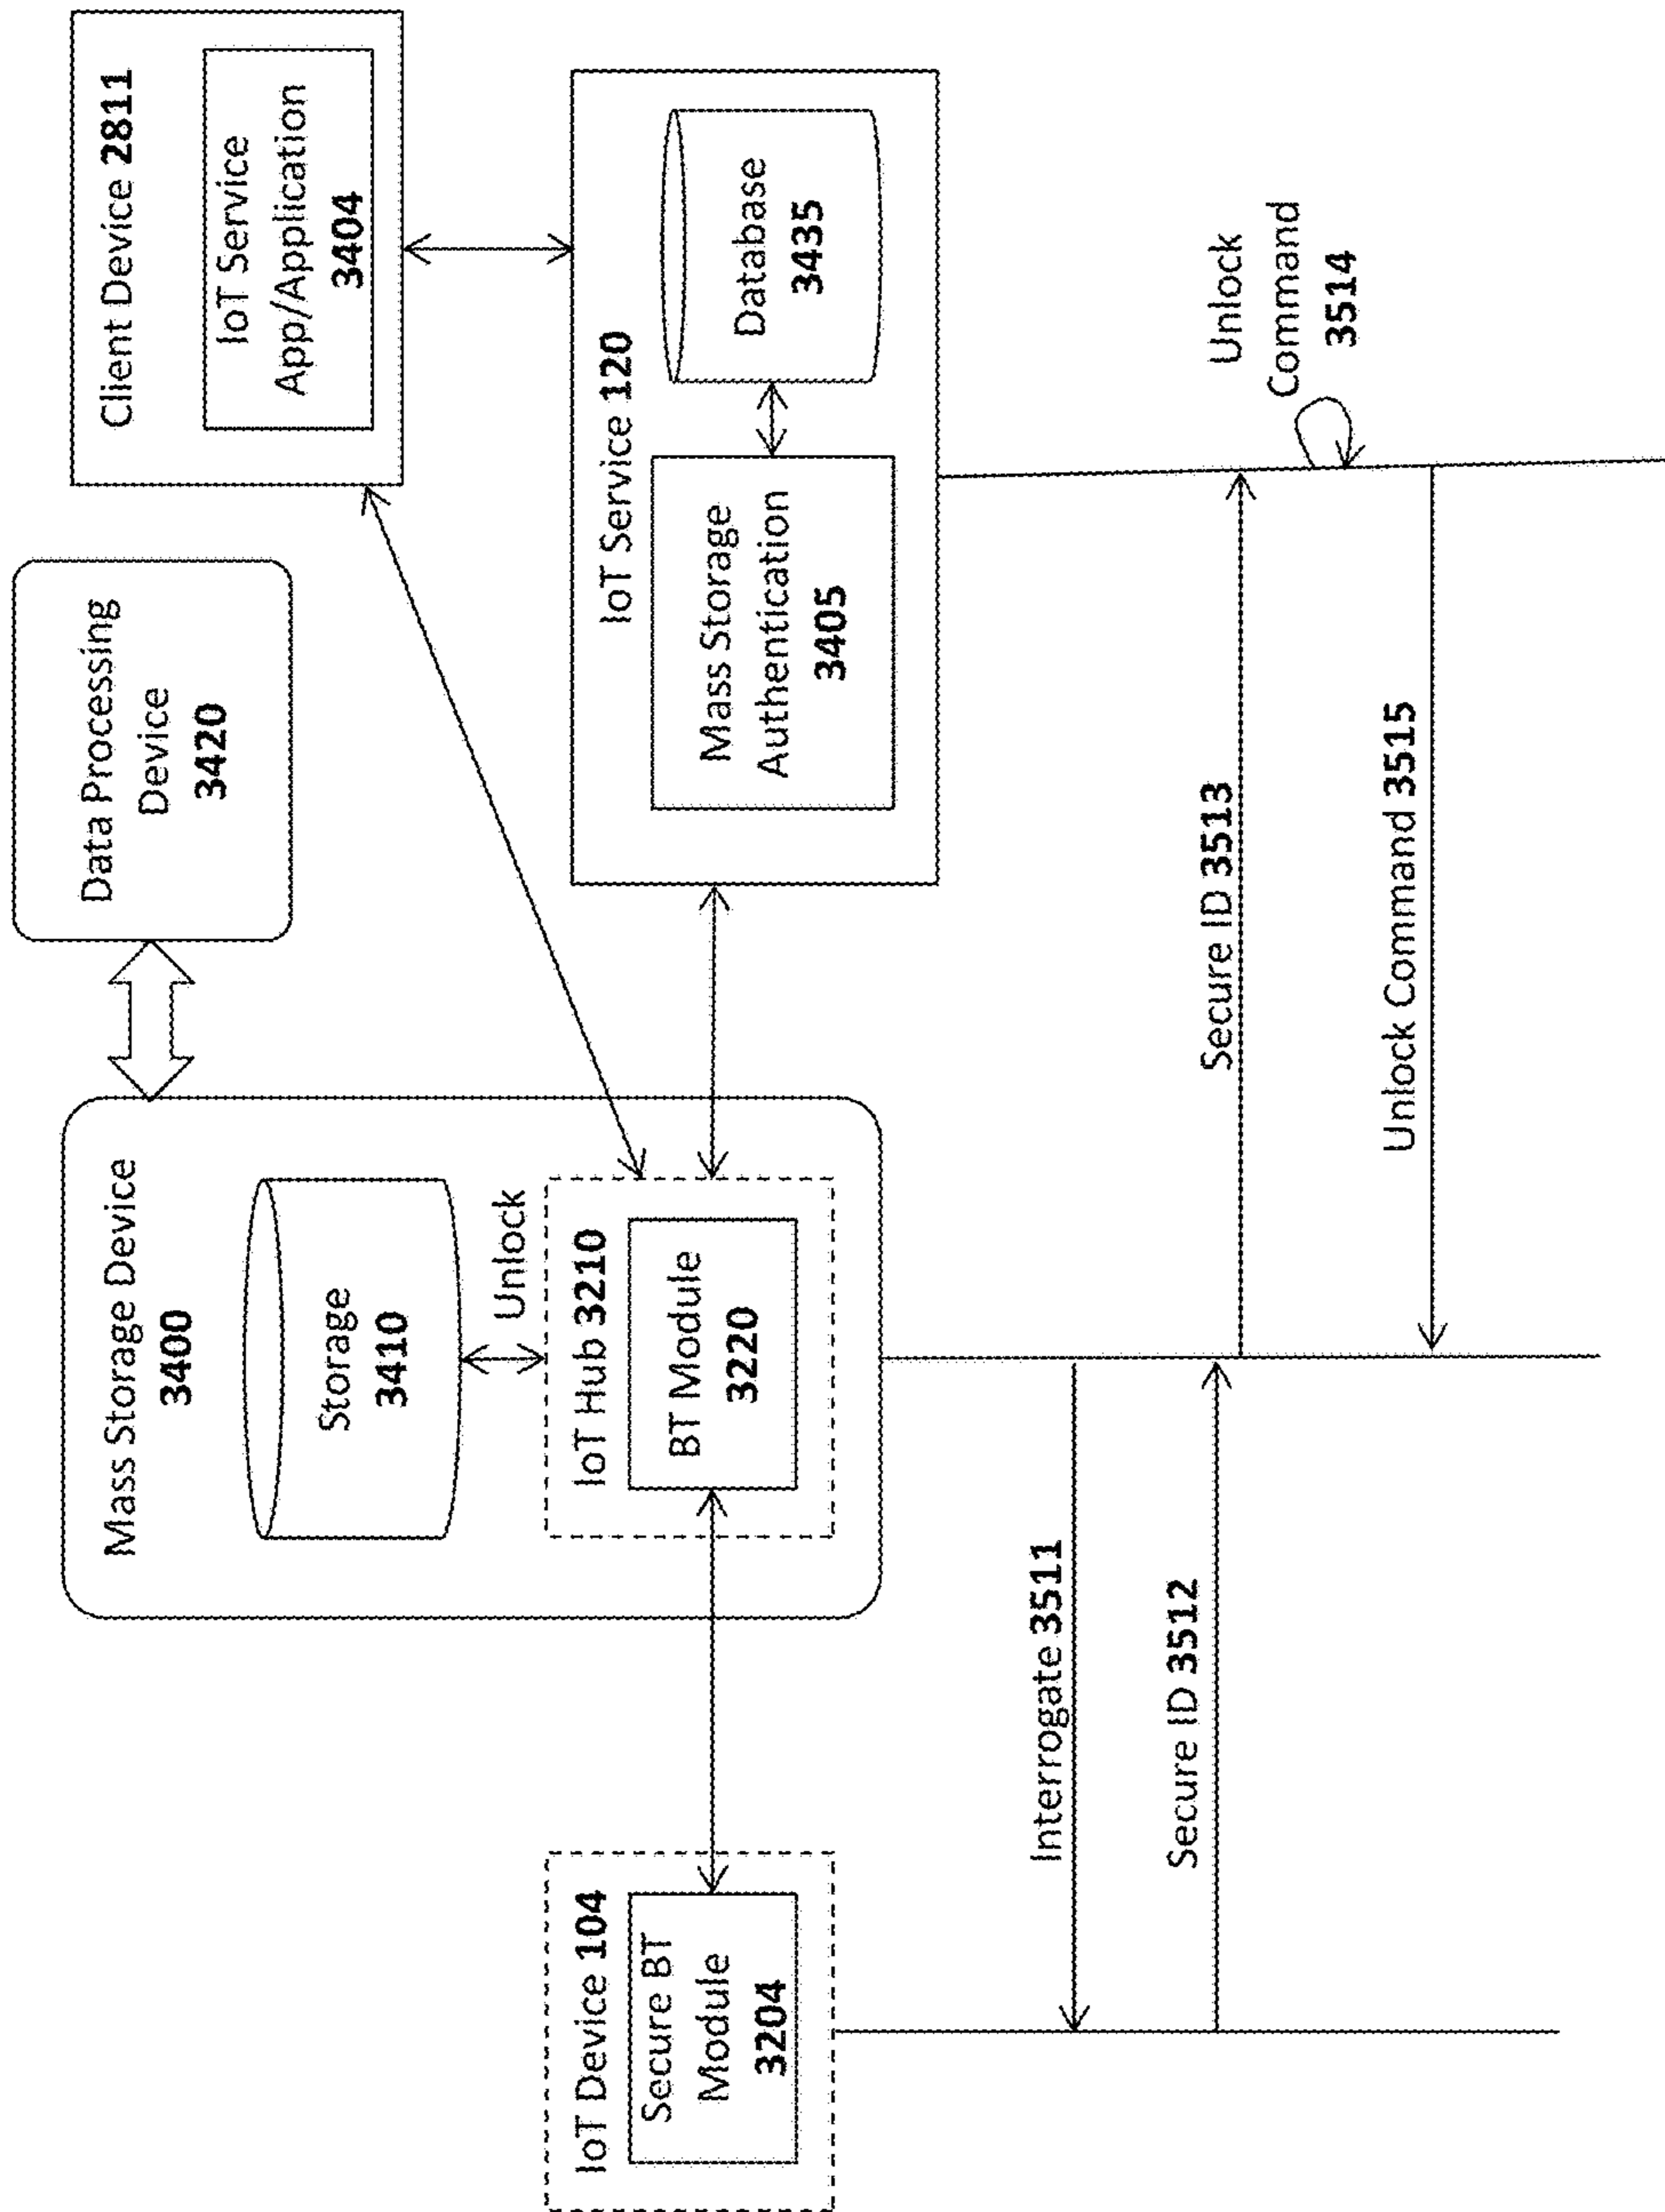 Data Processing
Device
3420
Client Device 2811
IoT Service
App/Application
3404
Mass Storage Device
3400
Storage
3410
Unlock
IoT Hub 3210
BT Module
3220
IoT Device 104
Secure BT
Module
3204
IoT Service 120
Mass Storage
Authentication
3405
Database
3435
Interrogate 3511
Secure ID 3512
Secure ID 3513
Unlock
Command
3514
Unlock Command 3515